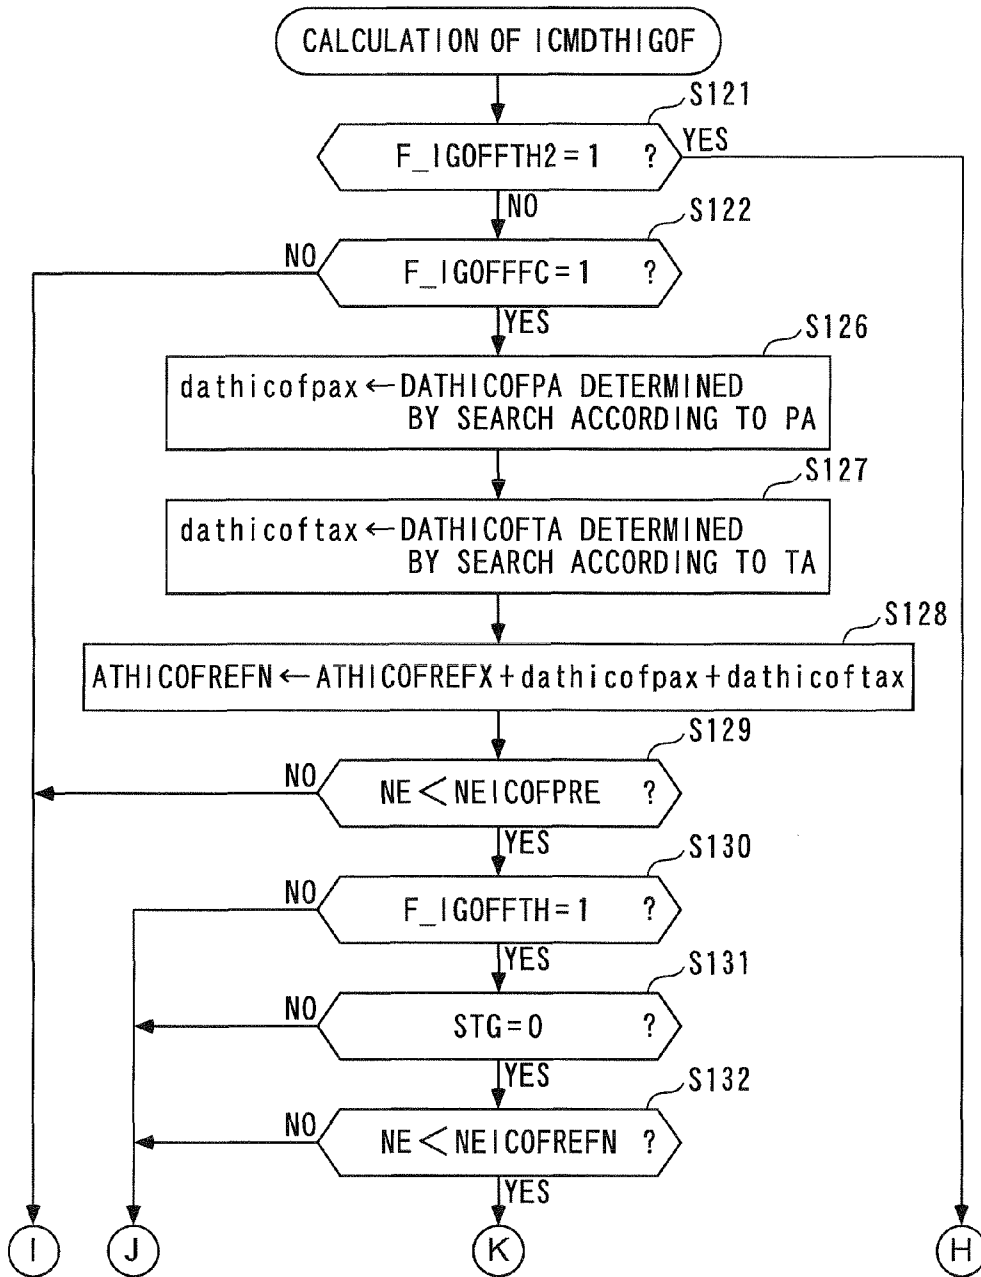 CALCULATION OF ICMDTHIGOF
S121
F_IGOFFTH2=1 ?
YES
NO
S122
NO
F_IGOFFFC=1 ?
YES
S126
dathicofpax←DATHICOFPA DETERMINED
BY SEARCH ACCORDING TO PA
S127
dathicoftax←DATHICOFTA DETERMINED
BY SEARCH ACCORDING TO TA
S128
ATHICOFREFN←ATHICOFREFX+dathicofpax+dathicoftax
S129
NO
NE<NEICOFPRE ?
YES
S130
NO
F_IGOFFTH=1 ?
YES
S131
NO
STG=0 ?
YES
S132
NO
NE<NEICOFREFN ?
YES
I J K H